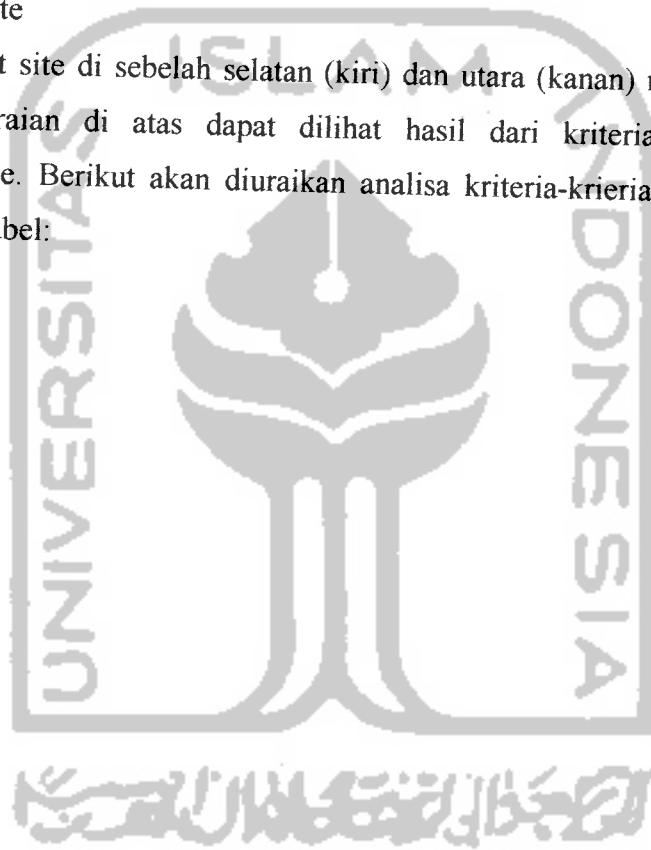 te
t site di sebelah selatan (kiri) dan utara (kanan) r
raian di atas dapat dilihat hasil dari kriteria
e. Berikut akan diuraikan analisa kriteria-krieria
abel:
UNIVERSITAS
ISLAM
INDONESIA